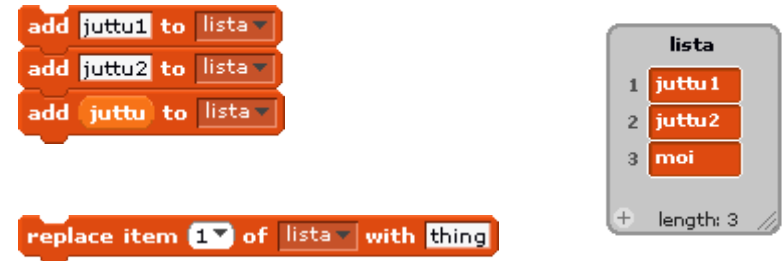 add juttu1 to lista
add juttu2 to lista
add juttu to lista
replace item 1 of lista with thing
lista
1 juttu1
2 juttu2
3 moi
+ length: 3